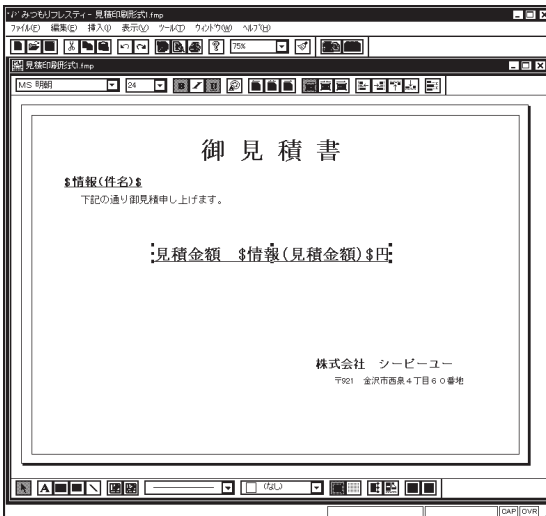 みつもりフレスティ - 見積印刷形式1.fmp
ファイル(F) 編集(E) 挿入(I) 表示(V) ツール(T) ウィンドウ(W) ヘルプ(H)
75%
見積印刷形式1.fmp
MS 明朝 24 B I U
御見積書
$情報(件名)$
下記の通り御見積申し上げます。
見積金額 $情報(見積金額)$円
株式会社 シーピーユー
〒921 金沢市西泉4丁目60番地
A (なし)
CAP OVR